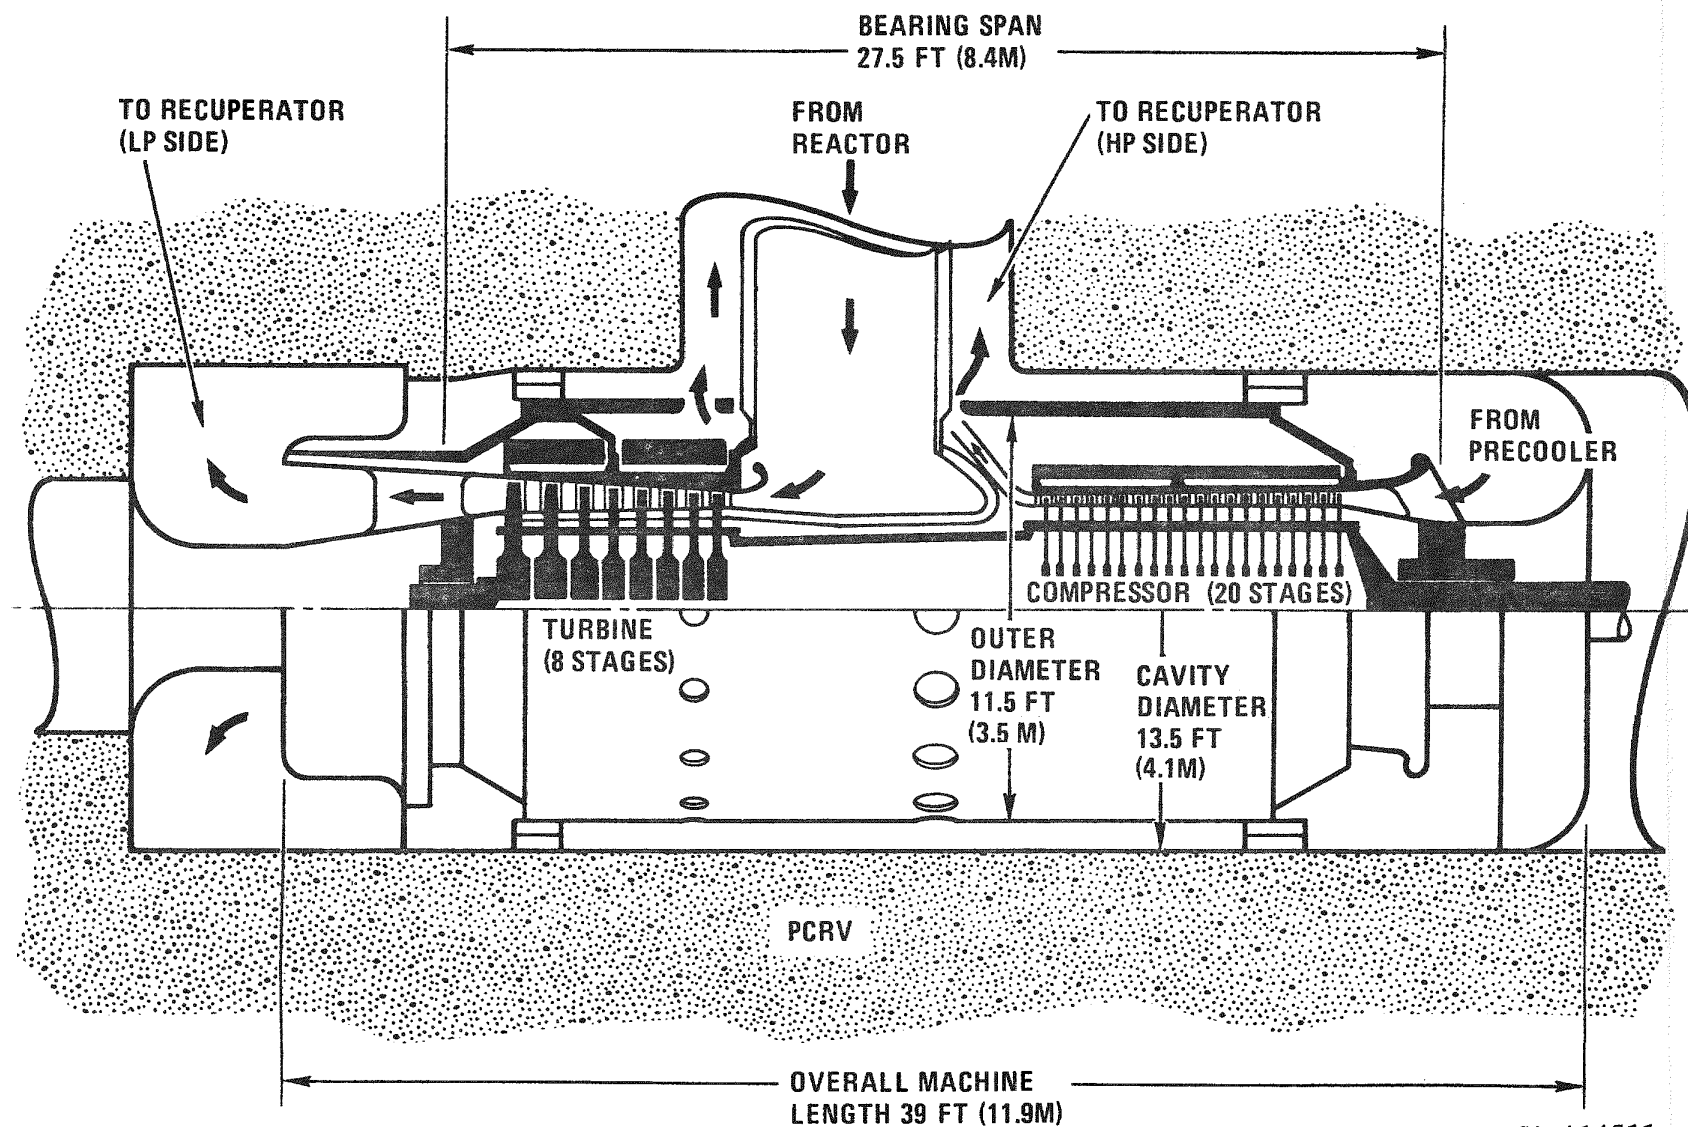 BEARING SPAN
27.5 FT (8.4M)
TO RECUPERATOR
(LP SIDE)
FROM
REACTOR
TO RECUPERATOR
(HP SIDE)
FROM
PRECOOLER
COMPRESSOR (20 STAGES)
TURBINE
(8 STAGES)
OUTER
DIAMETER
11.5 FT
(3.5 M)
CAVITY
DIAMETER
13.5 FT
(4.1M)
PCRV
OVERALL MACHINE
LENGTH 39 FT (11.9M)